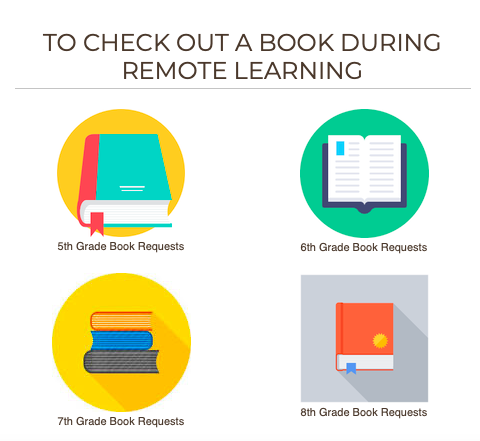 TO CHECK OUT A BOOK DURING
REMOTE LEARNING
5th Grade Book Requests
6th Grade Book Requests
7th Grade Book Requests
8th Grade Book Requests